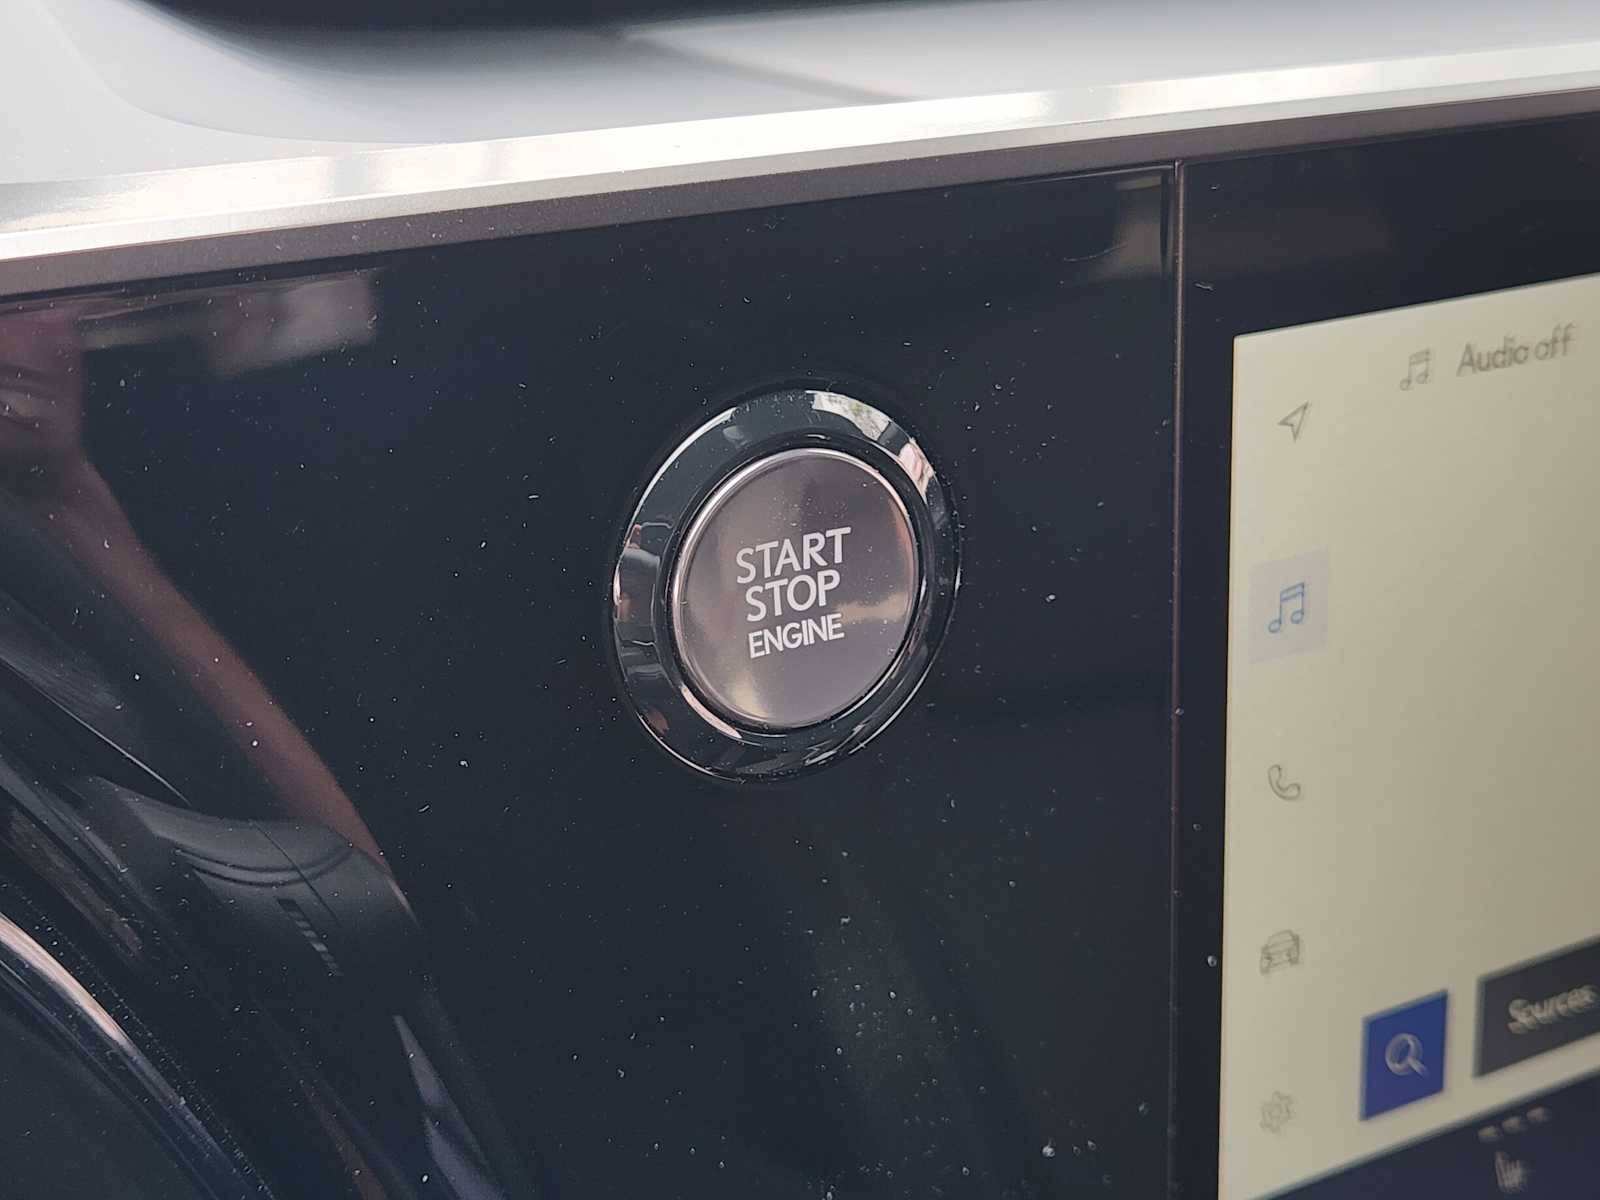 START
STOP
ENGINE
Audio off
Sources